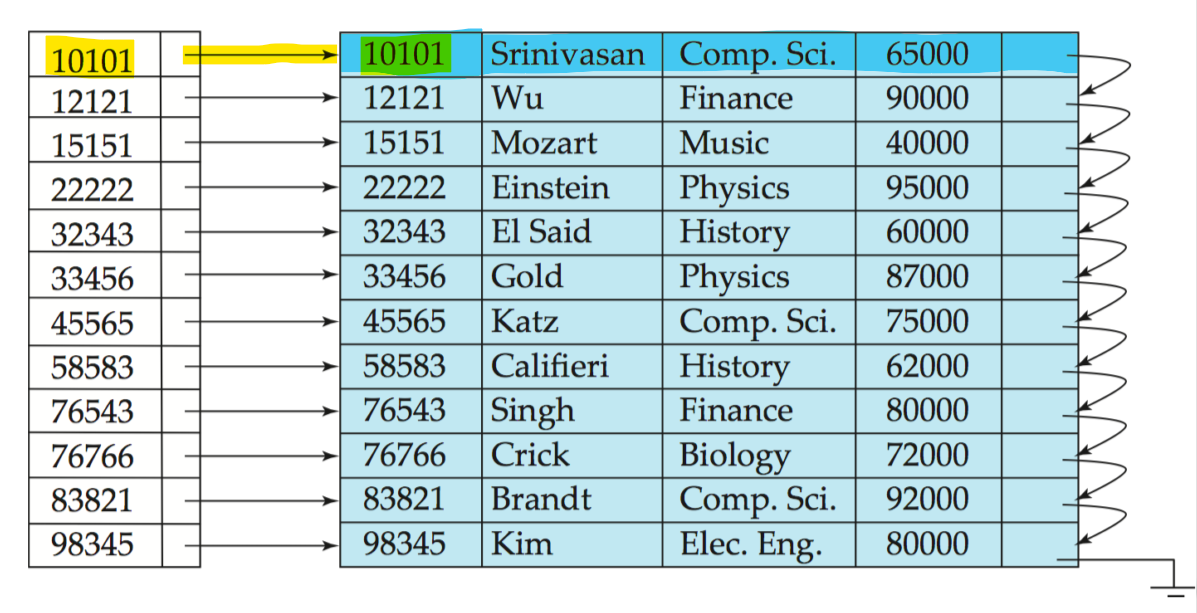 10101 10101 Srinivasan Comp. Sci. 65000
12121 12121 Wu Finance 90000
15151 15151 Mozart Music 40000
22222 22222 Einstein Physics 95000
32343 32343 El Said History 60000
33456 33456 Gold Physics 87000
45565 45565 Katz Comp. Sci. 75000
58583 58583 Califieri History 62000
76543 76543 Singh Finance 80000
76766 76766 Crick Biology 72000
83821 83821 Brandt Comp. Sci. 92000
98345 98345 Kim Elec. Eng. 80000